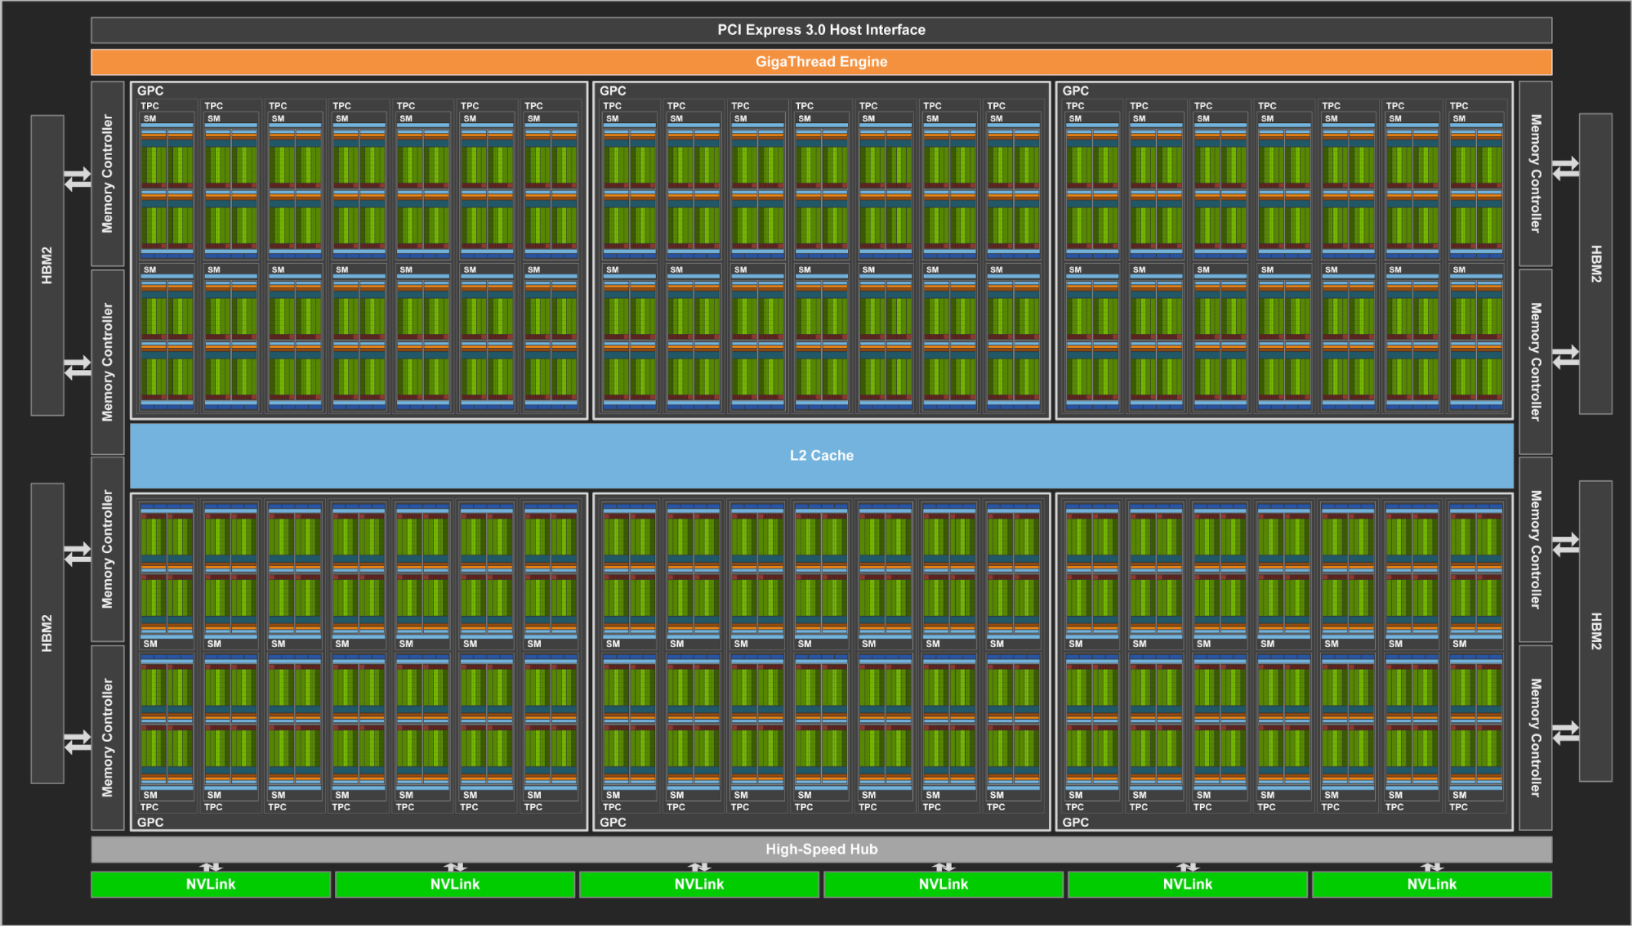 PCI Express 3.0 Host Interface
GigaThread Engine
GPC GPC GPC
TPC TPC TPC TPC TPC TPC TPC TPC TPC TPC TPC TPC TPC TPC TPC TPC TPC TPC TPC TPC TPC
SM SM SM SM SM SM SM SM SM SM SM SM SM SM SM SM SM SM SM SM SM
Memory Controller
Memory Controller
HBM2
HBM2
SM SM SM SM SM SM SM SM SM SM SM SM SM SM SM SM SM SM SM SM SM
Memory Controller
Memory Controller
L2 Cache
Memory Controller
Memory Controller
HBM2
HBM2
SM SM SM SM SM SM SM SM SM SM SM SM SM SM SM SM SM SM SM SM SM
Memory Controller
Memory Controller
SM SM SM SM SM SM SM SM SM SM SM SM SM SM SM SM SM SM SM SM SM
TPC TPC TPC TPC TPC TPC TPC TPC TPC TPC TPC TPC TPC TPC TPC TPC TPC TPC TPC TPC TPC
GPC GPC GPC
High-Speed Hub
NVLink NVLink NVLink NVLink NVLink NVLink